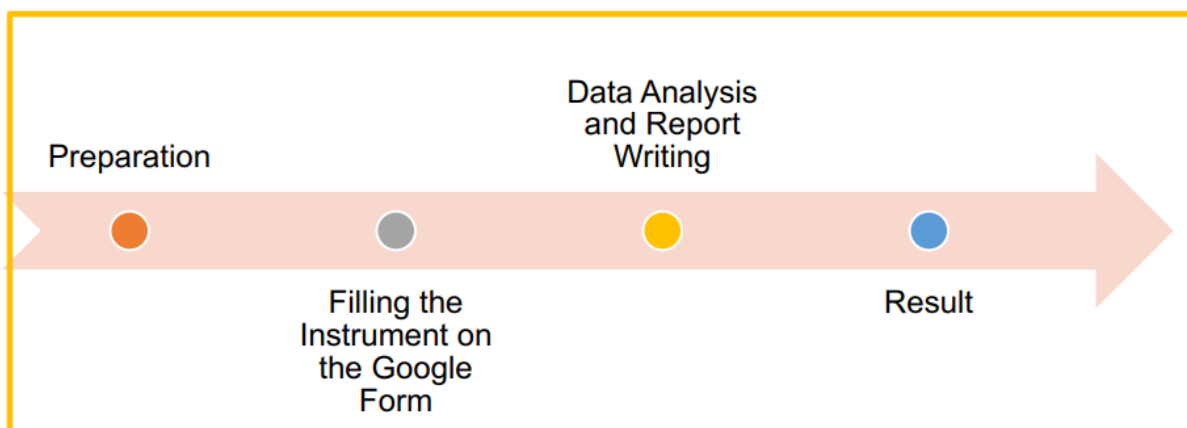 Preparation
Filling the
Instrument on
the Google
Form
Data Analysis
and Report
Writing
Result